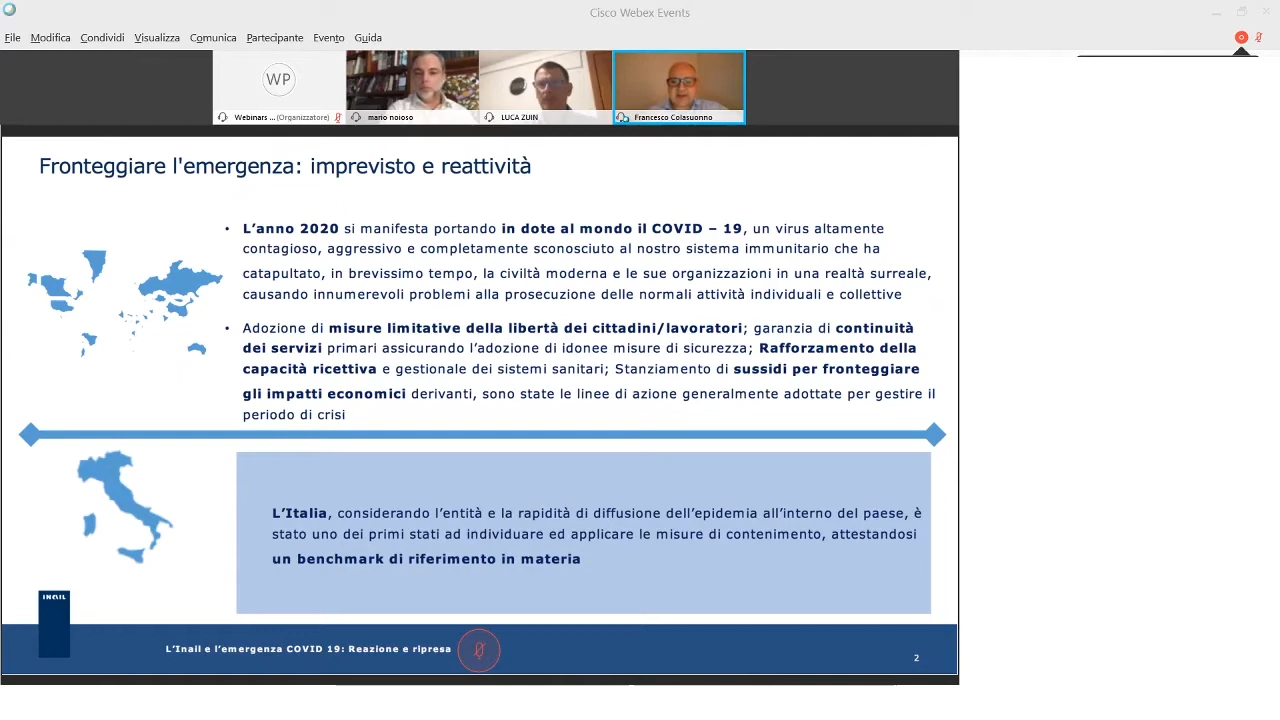 Cisco Webex Events
File Modifica Condividi Visualizza Comunica Partecipante Evento Guida
WP
Webinars ... (Organizzatore) mario noioso LUCA ZUIN Francesco Colasuonno
Fronteggiare l'emergenza: imprevisto e reattività
• L’anno 2020 si manifesta portando in dote al mondo il COVID – 19, un virus altamente
contagioso, aggressivo e completamente sconosciuto al nostro sistema immunitario che ha
catapultato, in brevissimo tempo, la civiltà moderna e le sue organizzazioni in una realtà surreale,
causando innumerevoli problemi alla prosecuzione delle normali attività individuali e collettive
• Adozione di misure limitative della libertà dei cittadini/lavoratori; garanzia di continuità
dei servizi primari assicurando l’adozione di idonee misure di sicurezza; Rafforzamento della
capacità ricettiva e gestionale dei sistemi sanitari; Stanziamento di sussidi per fronteggiare
gli impatti economici derivanti, sono state le linee di azione generalmente adottate per gestire il
periodo di crisi
L’Italia, considerando l’entità e la rapidità di diffusione dell’epidemia all’interno del paese, è
stato uno dei primi stati ad individuare ed applicare le misure di contenimento, attestandosi
un benchmark di riferimento in materia
INAIL
L’Inail e l’emergenza COVID 19: Reazione e ripresa
2